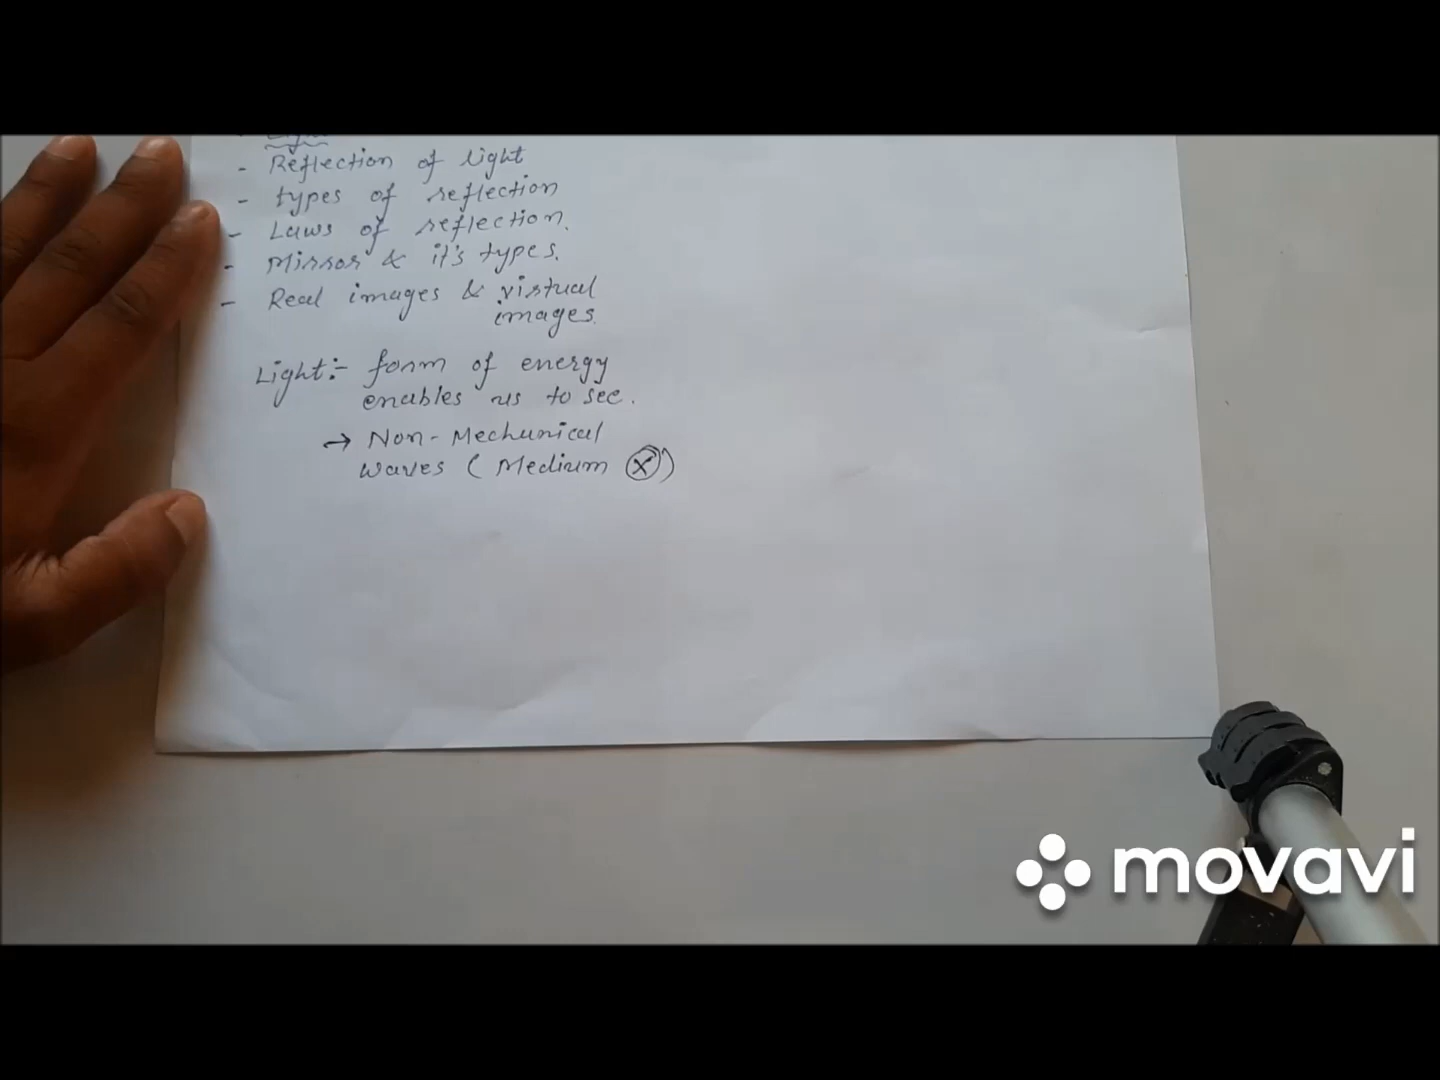 - Reflection of light
- types of reflection
- Laws of reflection.
- Mirror & it's types.
- Real images & virtual
images.
Light:- form of energy
enables us to see.
→ Non-Mechanical
waves ( Medium X )
movavi